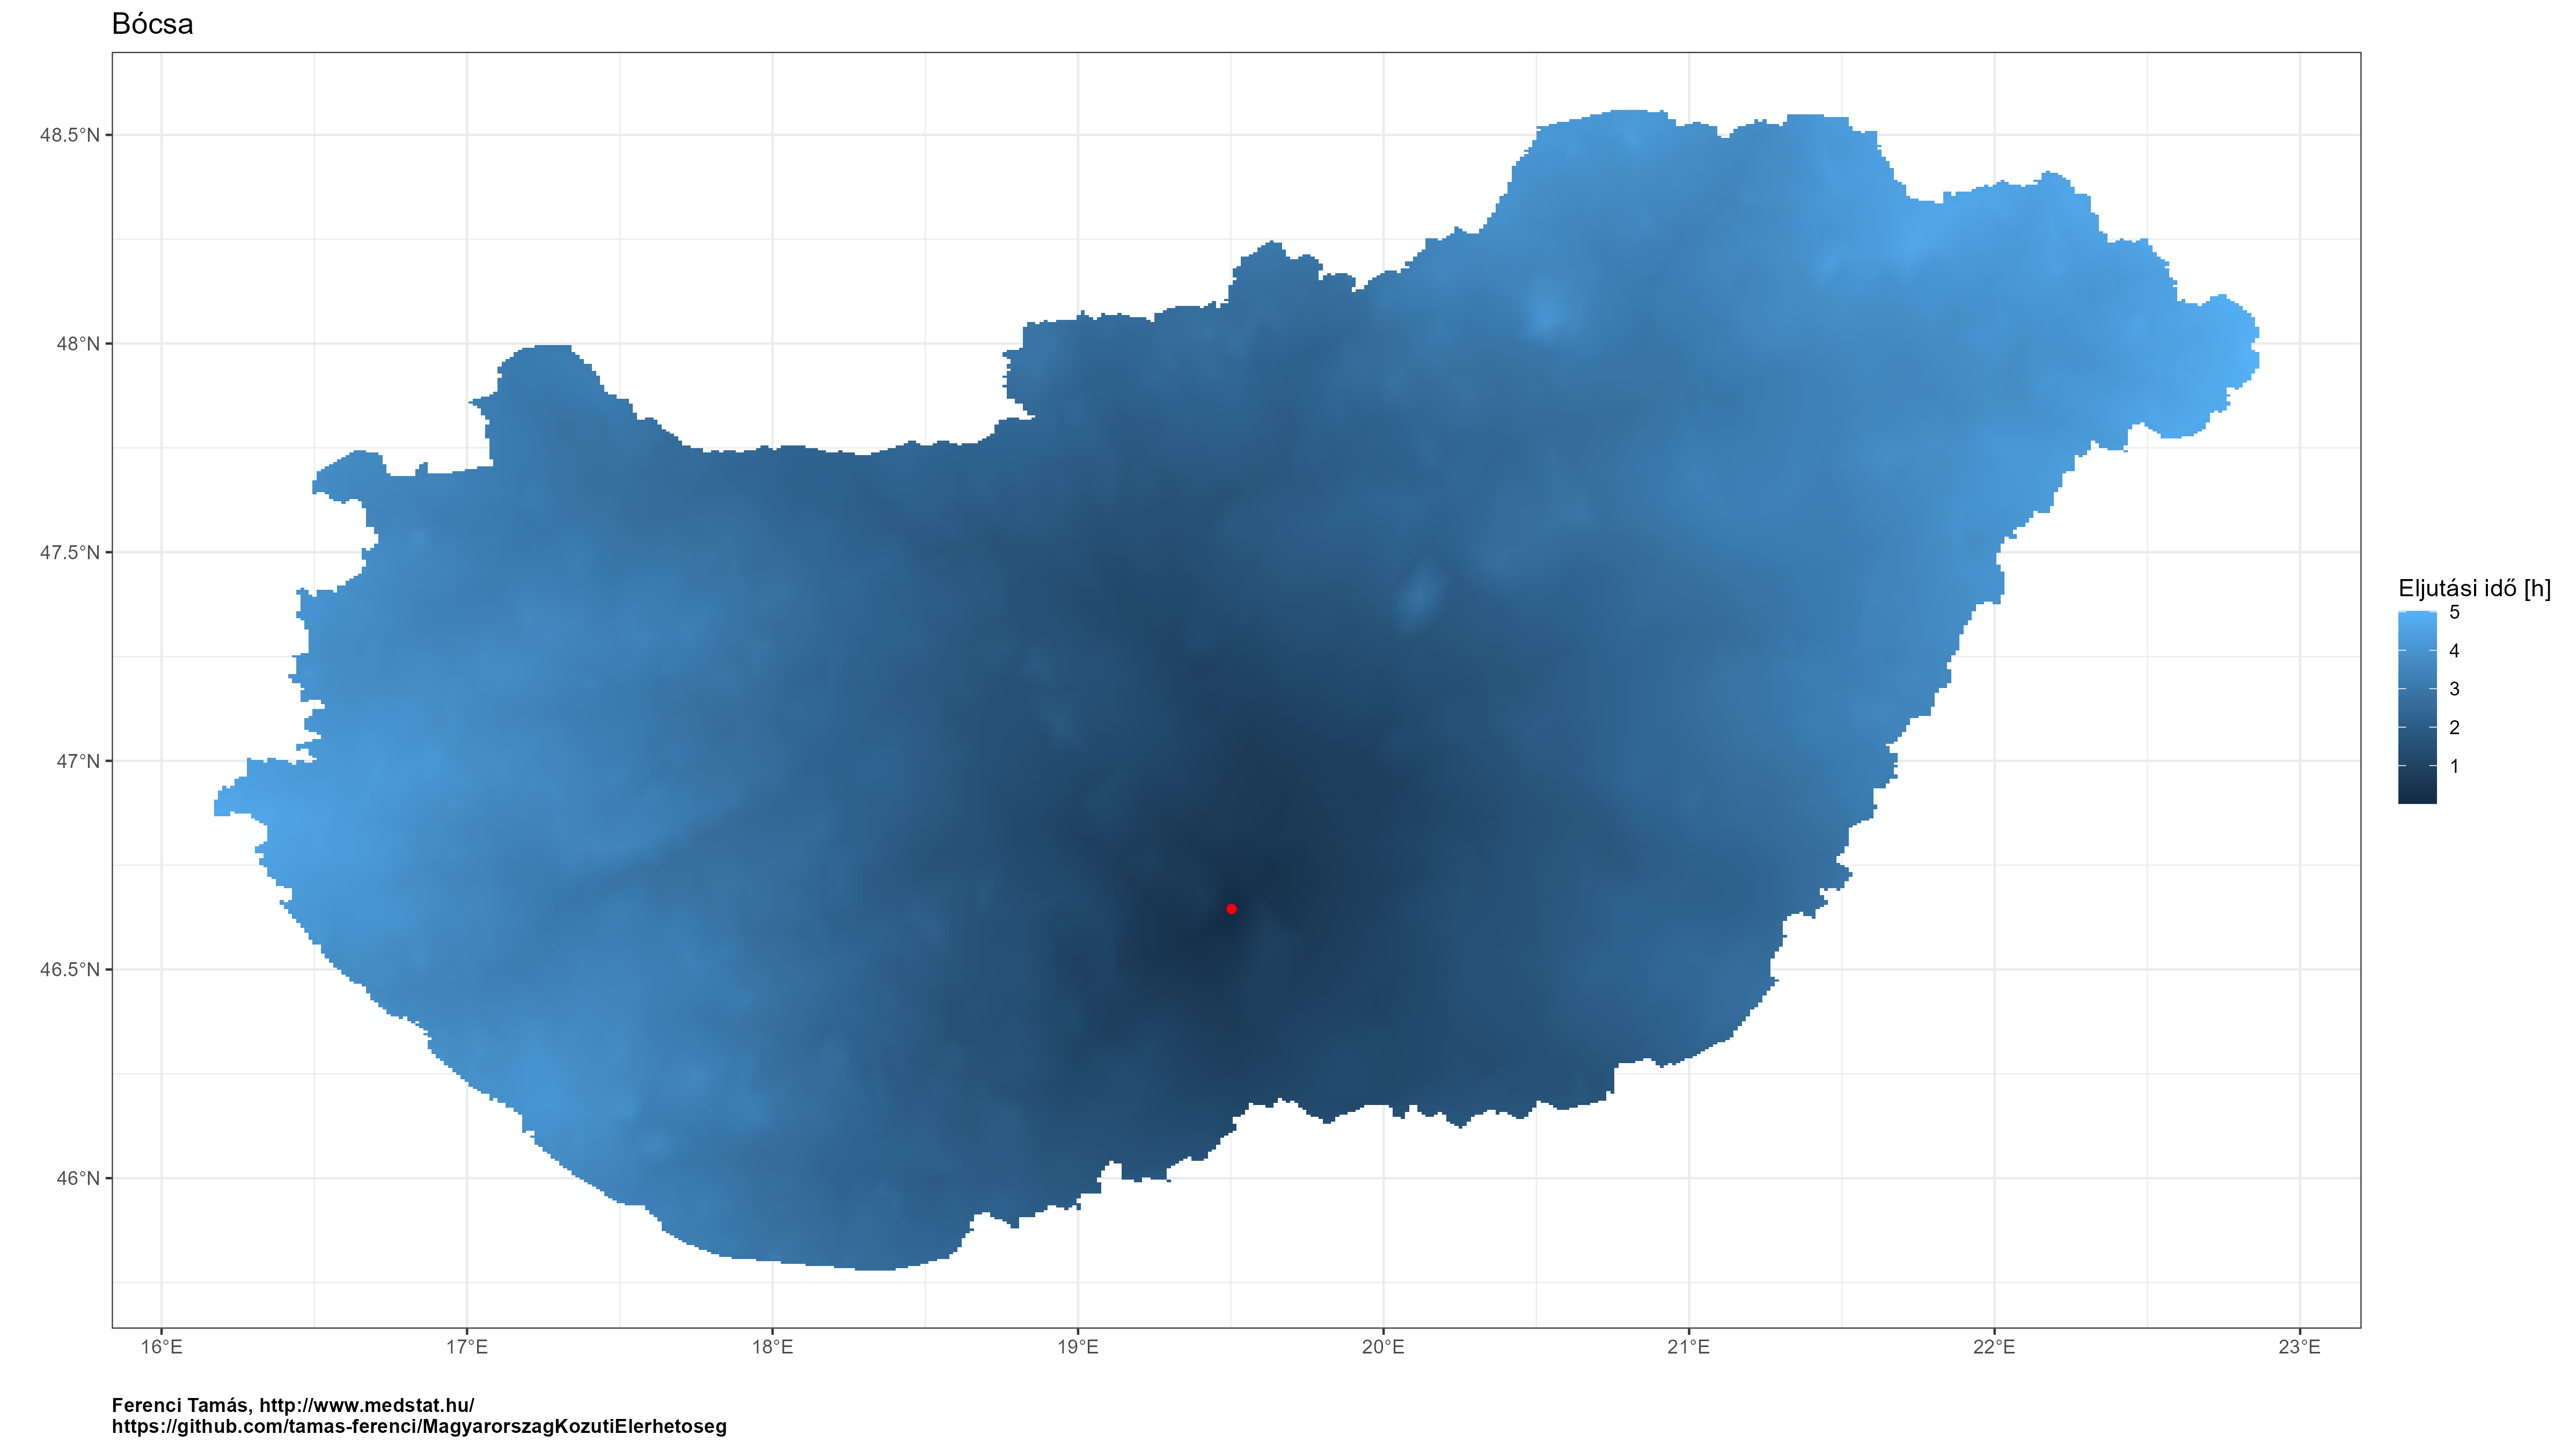 Bócsa
48.5°N
48°N
47.5°N
47°N
46.5°N
46°N
16°E 17°E 18°E 19°E 20°E 21°E 22°E 23°E
Eljutási idő [h]
5
4
3
2
1
Ferenci Tamás, http://www.medstat.hu/
https://github.com/tamas-ferenci/MagyarorszagKozutiElerhetoseg